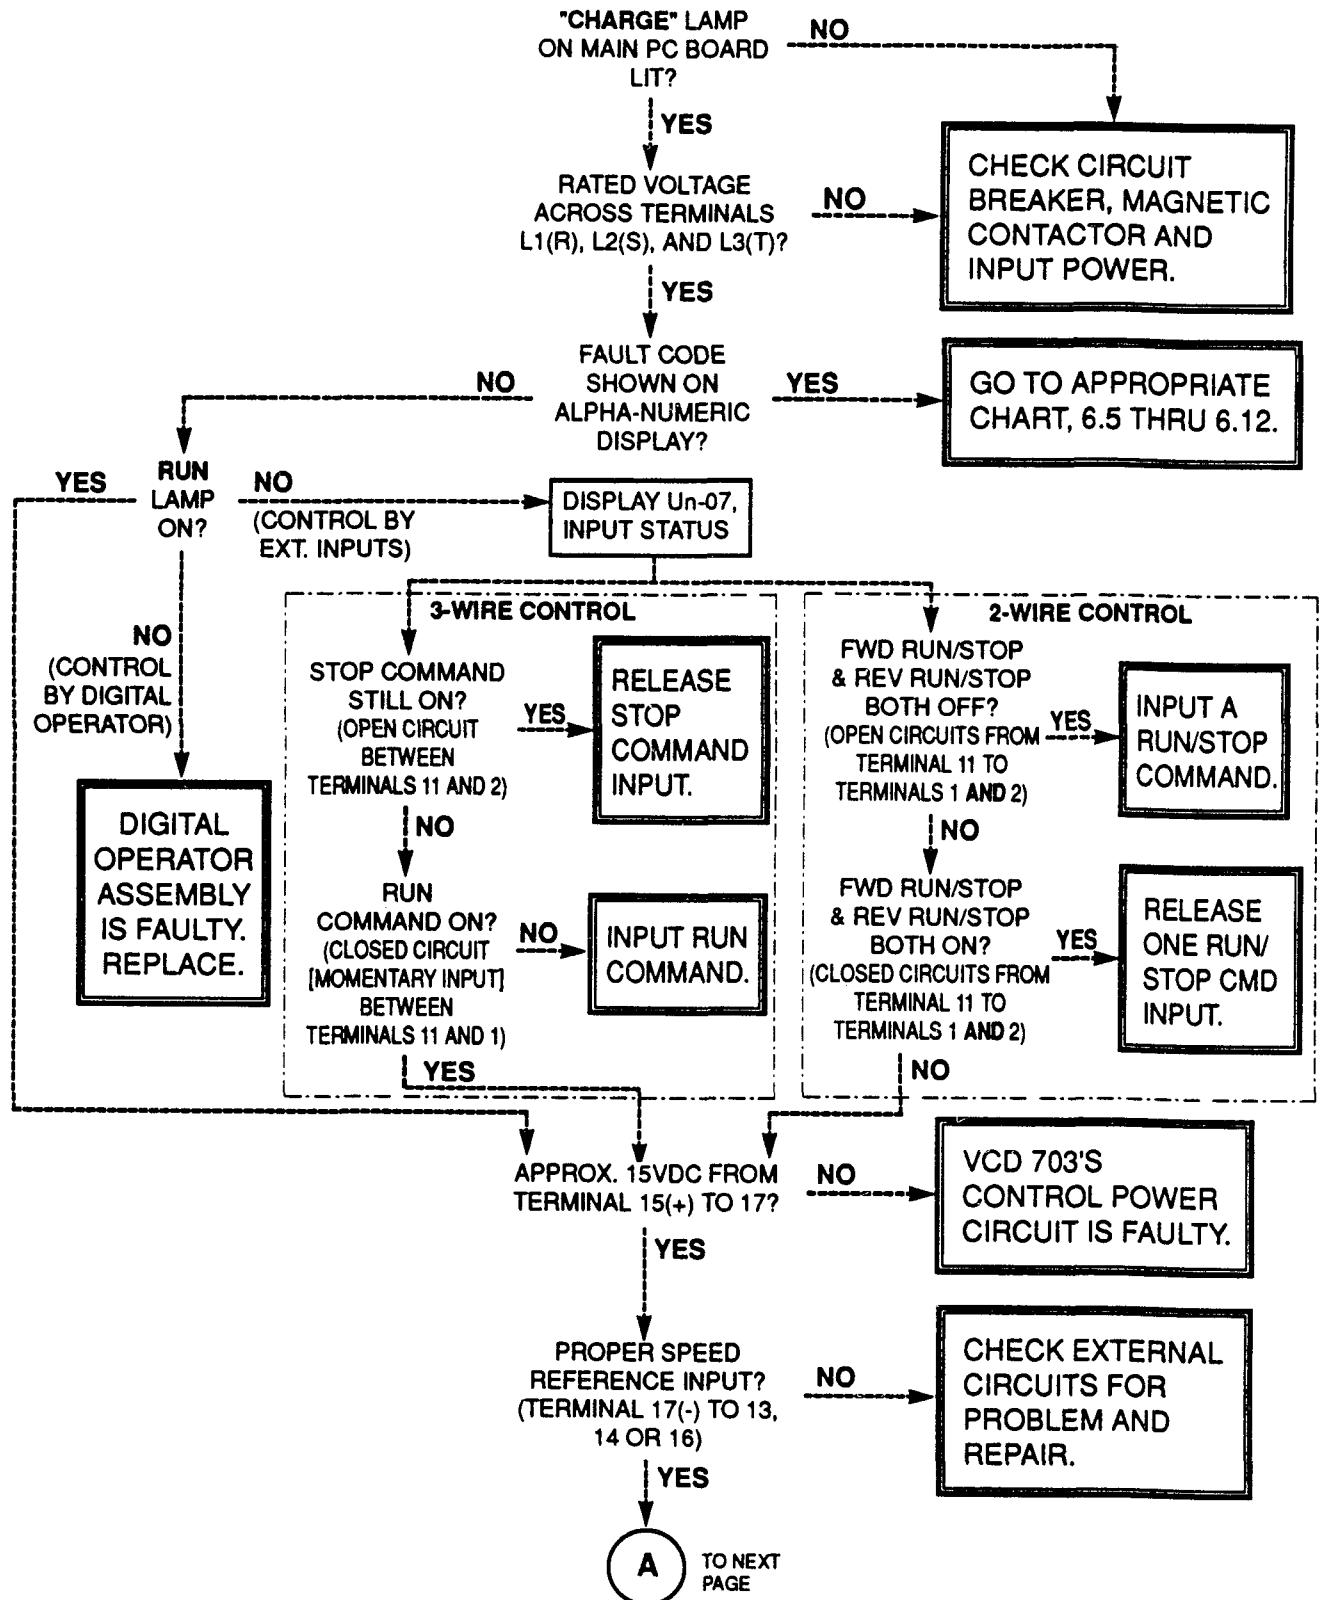 "CHARGE" LAMP
ON MAIN PC BOARD
LIT?
NO
YES
CHECK CIRCUIT
BREAKER, MAGNETIC
CONTACTOR AND
INPUT POWER.
RATED VOLTAGE
ACROSS TERMINALS
L1(R), L2(S), AND L3(T)?
NO
YES
FAULT CODE
SHOWN ON
ALPHA-NUMERIC
DISPLAY?
NO
YES
GO TO APPROPRIATE
CHART, 6.5 THRU 6.12.
YES
RUN
LAMP
ON?
NO
(CONTROL BY
EXT. INPUTS)
DISPLAY Un-07,
INPUT STATUS
NO
(CONTROL
BY DIGITAL
OPERATOR)
DIGITAL
OPERATOR
ASSEMBLY
IS FAULTY.
REPLACE.
3-WIRE CONTROL
STOP COMMAND
STILL ON?
(OPEN CIRCUIT
BETWEEN
TERMINALS 11 AND 2)
YES
RELEASE
STOP
COMMAND
INPUT.
NO
RUN
COMMAND ON?
(CLOSED CIRCUIT
[MOMENTARY INPUT]
BETWEEN
TERMINALS 11 AND 1)
NO
INPUT RUN
COMMAND.
YES
2-WIRE CONTROL
FWD RUN/STOP
& REV RUN/STOP
BOTH OFF?
(OPEN CIRCUITS FROM
TERMINAL 11 TO
TERMINALS 1 AND 2)
YES
INPUT A
RUN/STOP
COMMAND.
NO
FWD RUN/STOP
& REV RUN/STOP
BOTH ON?
(CLOSED CIRCUITS FROM
TERMINAL 11 TO
TERMINALS 1 AND 2)
YES
RELEASE
ONE RUN/
STOP CMD
INPUT.
NO
APPROX. 15VDC FROM
TERMINAL 15(+) TO 17?
NO
VCD 703'S
CONTROL POWER
CIRCUIT IS FAULTY.
YES
PROPER SPEED
REFERENCE INPUT?
(TERMINAL 17(-) TO 13,
14 OR 16)
NO
CHECK EXTERNAL
CIRCUITS FOR
PROBLEM AND
REPAIR.
YES
A
TO NEXT
PAGE